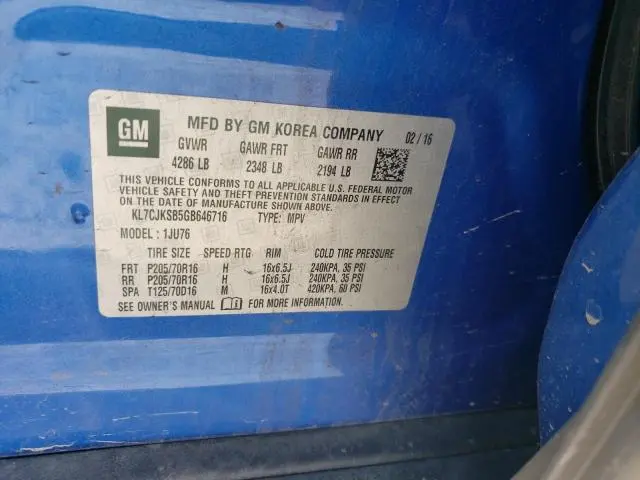 GM
MFD BY GM KOREA COMPANY 02 / 16
GVWR GAWR FRT GAWR RR
4286 LB 2348 LB 2194 LB
THIS VEHICLE CONFORMS TO ALL APPLICABLE U.S. FEDERAL MOTOR
VEHICLE SAFETY AND THEFT PREVENTION STANDARDS IN EFFECT
ON THE DATE OF MANUFACTURE SHOWN ABOVE.
KL7CJKSB5GB646716 TYPE: MPV
MODEL : 1JU76
TIRE SIZE SPEED RTG RIM COLD TIRE PRESSURE
FRT P205/70R16 H 16x6.5J 240KPA, 35 PSI
RR P205/70R16 H 16x6.5J 240KPA, 35 PSI
SPA T125/70D16 M 16x4.0T 420KPA, 60 PSI
SEE OWNER'S MANUAL FOR MORE INFORMATION.